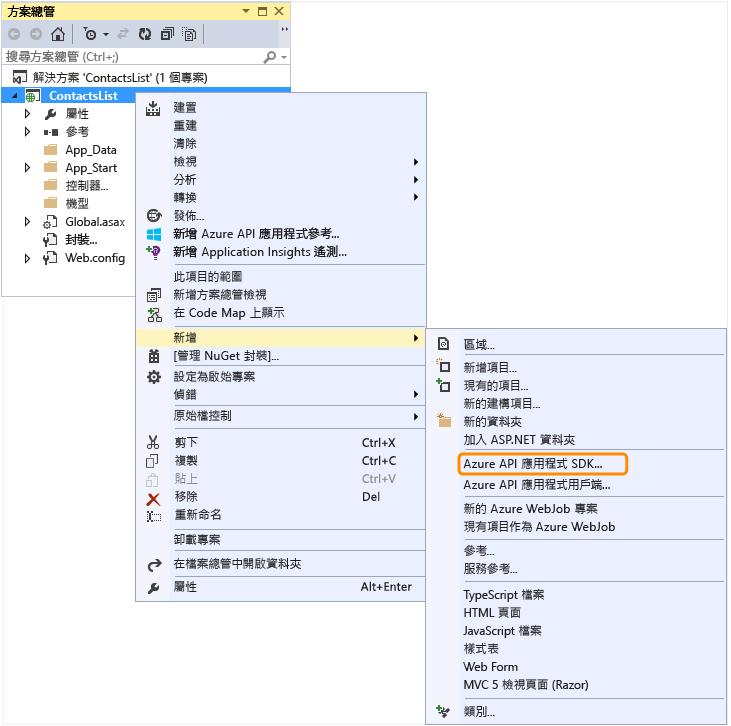 方案總管
搜尋方案總管 (Ctrl+;)
解決方案 'ContactsList' (1 個專案)
ContactsList
屬性
參考
App_Data
App_Start
控制器...
機型
Global.asax
封裝...
Web.config
建置
重建
清除
檢視
分析
轉換
發佈...
新增 Azure API 應用程式參考...
新增 Application Insights 遙測...
此項目的範圍
新增方案總管檢視
在 Code Map 上顯示
新增
[管理 NuGet 封裝]...
設定為啟始專案
偵錯
原始檔控制
剪下 Ctrl+X
複製 Ctrl+C
貼上 Ctrl+V
移除 Del
重新命名
卸載專案
在檔案總管中開啟資料夾
屬性 Alt+Enter
區域...
新增項目...
現有的項目...
新的建構項目...
新的資料夾
加入 ASP.NET 資料夾
Azure API 應用程式 SDK...
Azure API 應用程式用戶端...
新的 Azure WebJob 專案
現有項目作為 Azure WebJob
參考...
服務參考...
TypeScript 檔案
HTML 頁面
JavaScript 檔案
樣式表
Web Form
MVC 5 檢視頁面 (Razor)
類別...